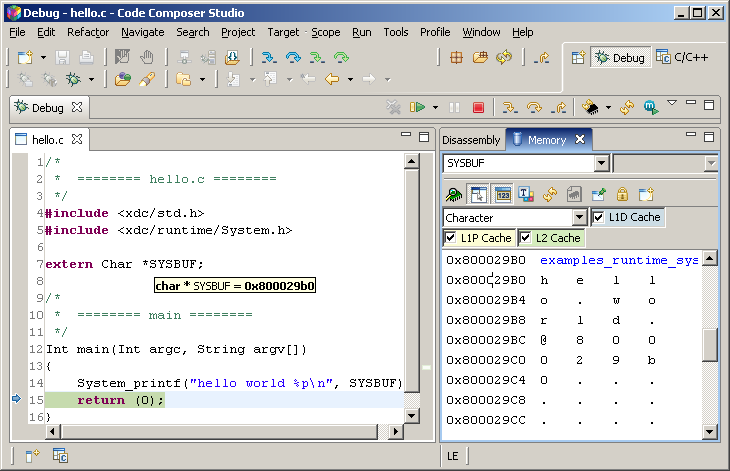 Debug - hello.c - Code Composer Studio
File Edit Refactor Navigate Search Project Target Scope Run Tools Profile Window Help
Debug C/C++
Debug
hello.c
1 /*
2 * ======== hello.c ========
3 */
4 #include <xdc/std.h>
5 #include <xdc/runtime/System.h>
6
7 extern Char *SYSBUF;
8
char * SYSBUF = 0x800029b0
9 /*
10 * ======== main ========
11 */
12 Int main(Int argc, String argv[])
13 {
14 System_printf("hello world %p\n", SYSBUF)
15 return (0);
16 }
Disassembly Memory
SYSBUF
Character L1D Cache
L1P Cache L2 Cache
0x800029B0 examples_runtime_sys
0x800029B0 h e l l
0x800029B4 o . w o
0x800029B8 r l d .
0x800029BC @ 8 0 0
0x800029C0 0 2 9 b
0x800029C4 0 . . .
0x800029C8 . . . .
0x800029CC . . . .
LE